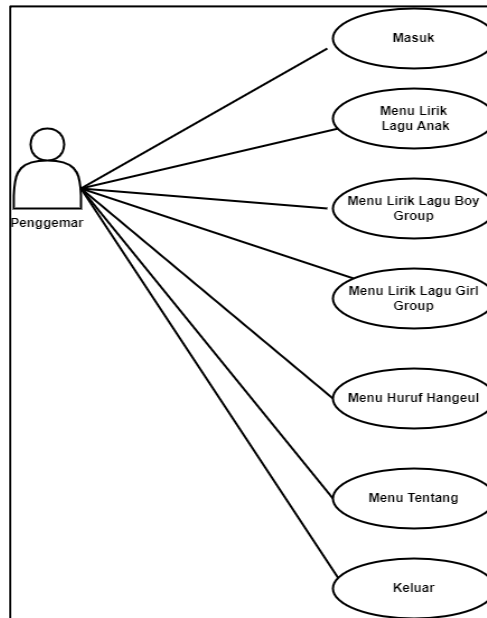 Masuk
Menu Lirik
Lagu Anak
Penggemar
Menu Lirik Lagu Boy
Group
Menu Lirik Lagu Girl
Group
Menu Huruf Hangeul
Menu Tentang
Keluar